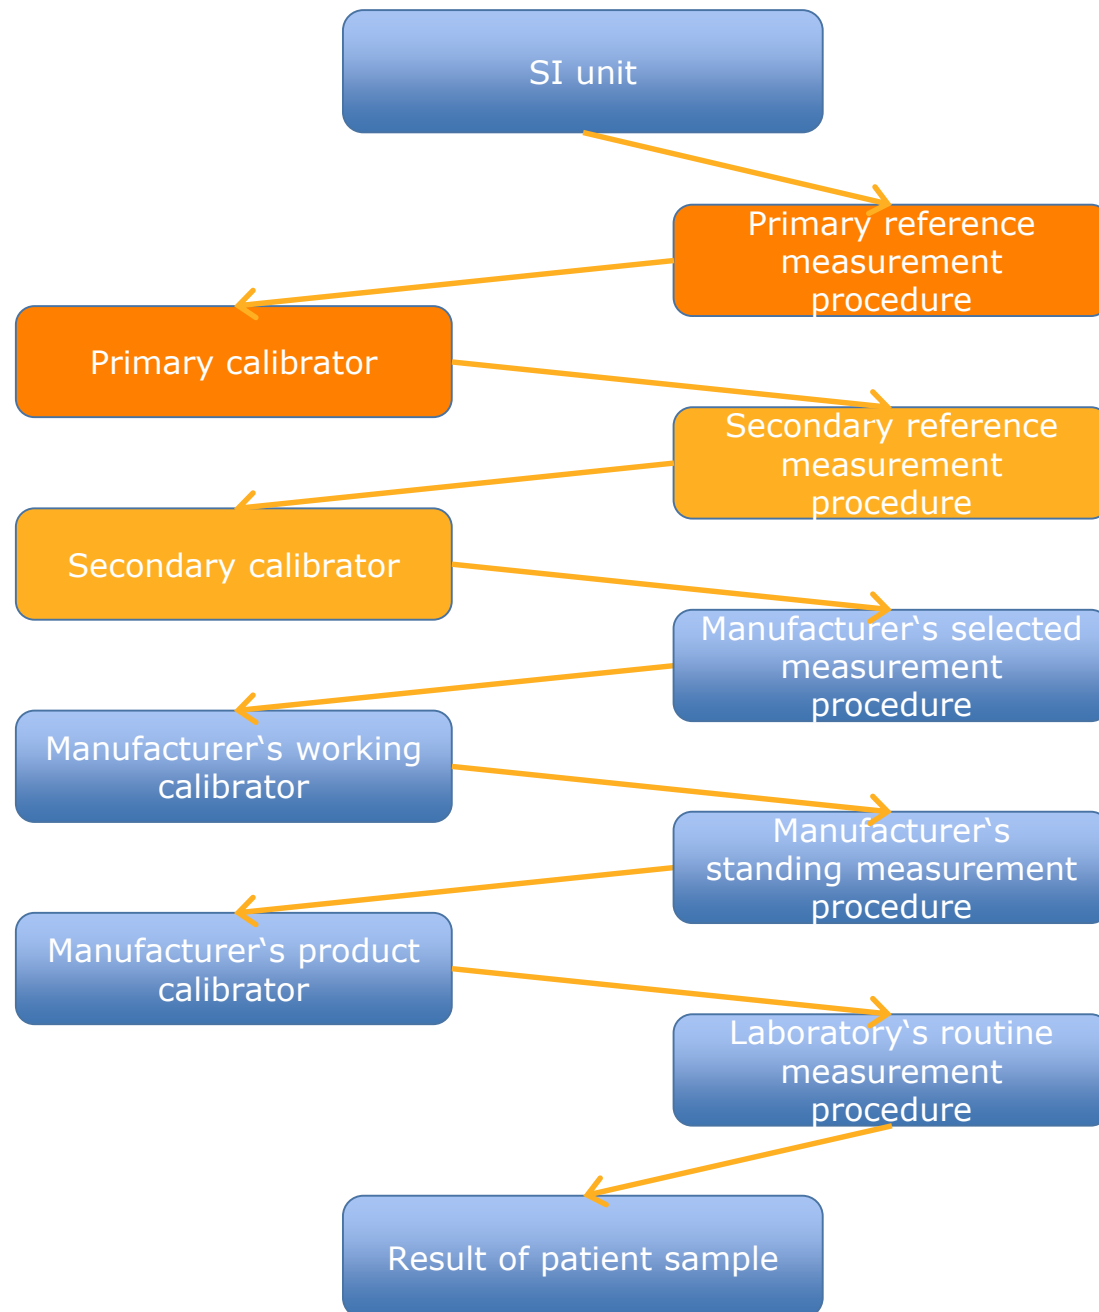 SI unit
Primary reference
measurement
procedure
Primary calibrator
Secondary reference
measurement
procedure
Secondary calibrator
Manufacturer‘s selected
measurement
procedure
Manufacturer‘s working
calibrator
Manufacturer‘s
standing measurement
procedure
Manufacturer‘s product
calibrator
Laboratory‘s routine
measurement
procedure
Result of patient sample